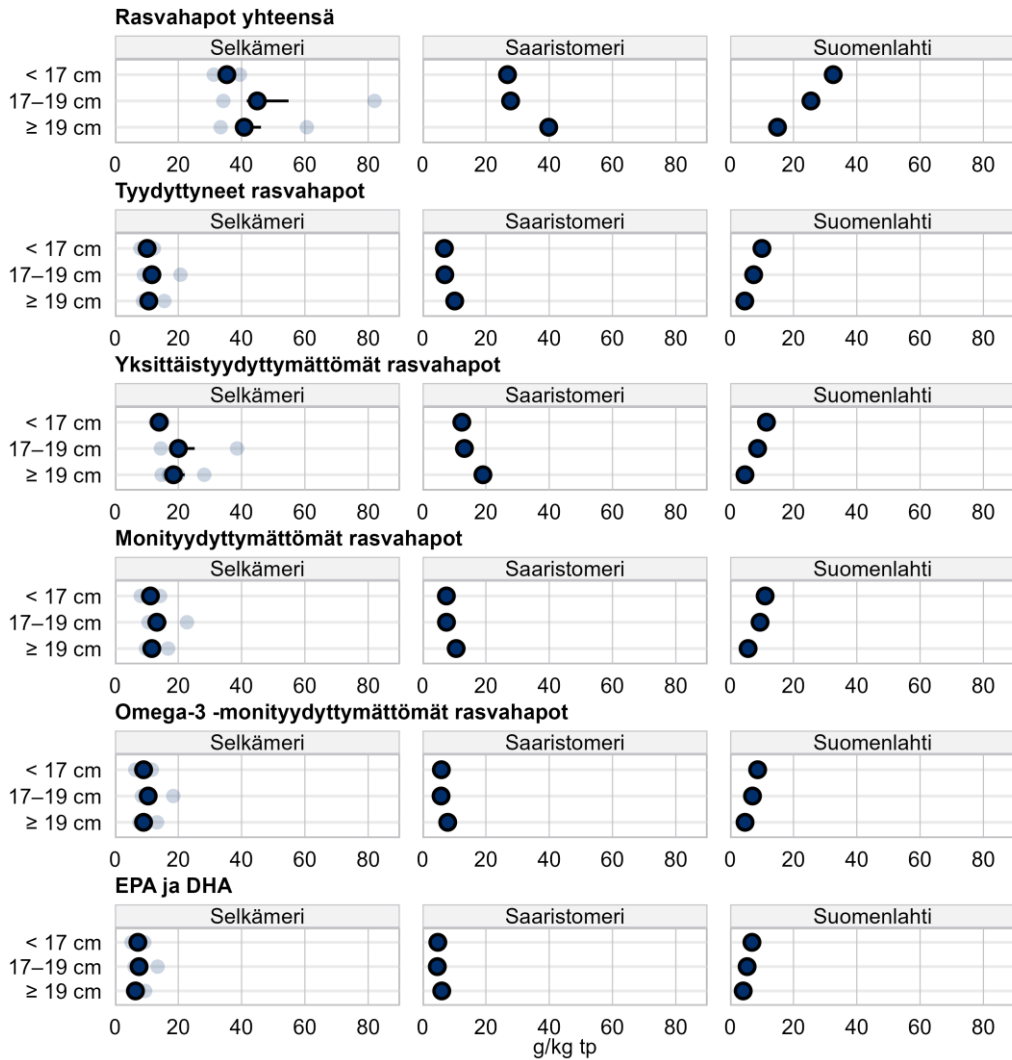 Rasvahapot yhteensä
Selkämeri Saaristomeri Suomenlahti
< 17 cm
17–19 cm
≥ 19 cm
0 20 40 60 80 0 20 40 60 80 0 20 40 60 80
Tyydyttyneet rasvahapot
Selkämeri Saaristomeri Suomenlahti
< 17 cm
17–19 cm
≥ 19 cm
0 20 40 60 80 0 20 40 60 80 0 20 40 60 80
Yksittäistyydyttymättömät rasvahapot
Selkämeri Saaristomeri Suomenlahti
< 17 cm
17–19 cm
≥ 19 cm
0 20 40 60 80 0 20 40 60 80 0 20 40 60 80
Monityydyttymättömät rasvahapot
Selkämeri Saaristomeri Suomenlahti
< 17 cm
17–19 cm
≥ 19 cm
0 20 40 60 80 0 20 40 60 80 0 20 40 60 80
Omega-3 -monityydyttymättömät rasvahapot
Selkämeri Saaristomeri Suomenlahti
< 17 cm
17–19 cm
≥ 19 cm
0 20 40 60 80 0 20 40 60 80 0 20 40 60 80
EPA ja DHA
Selkämeri Saaristomeri Suomenlahti
< 17 cm
17–19 cm
≥ 19 cm
0 20 40 60 80 0 20 40 60 80 0 20 40 60 80
g/kg tp